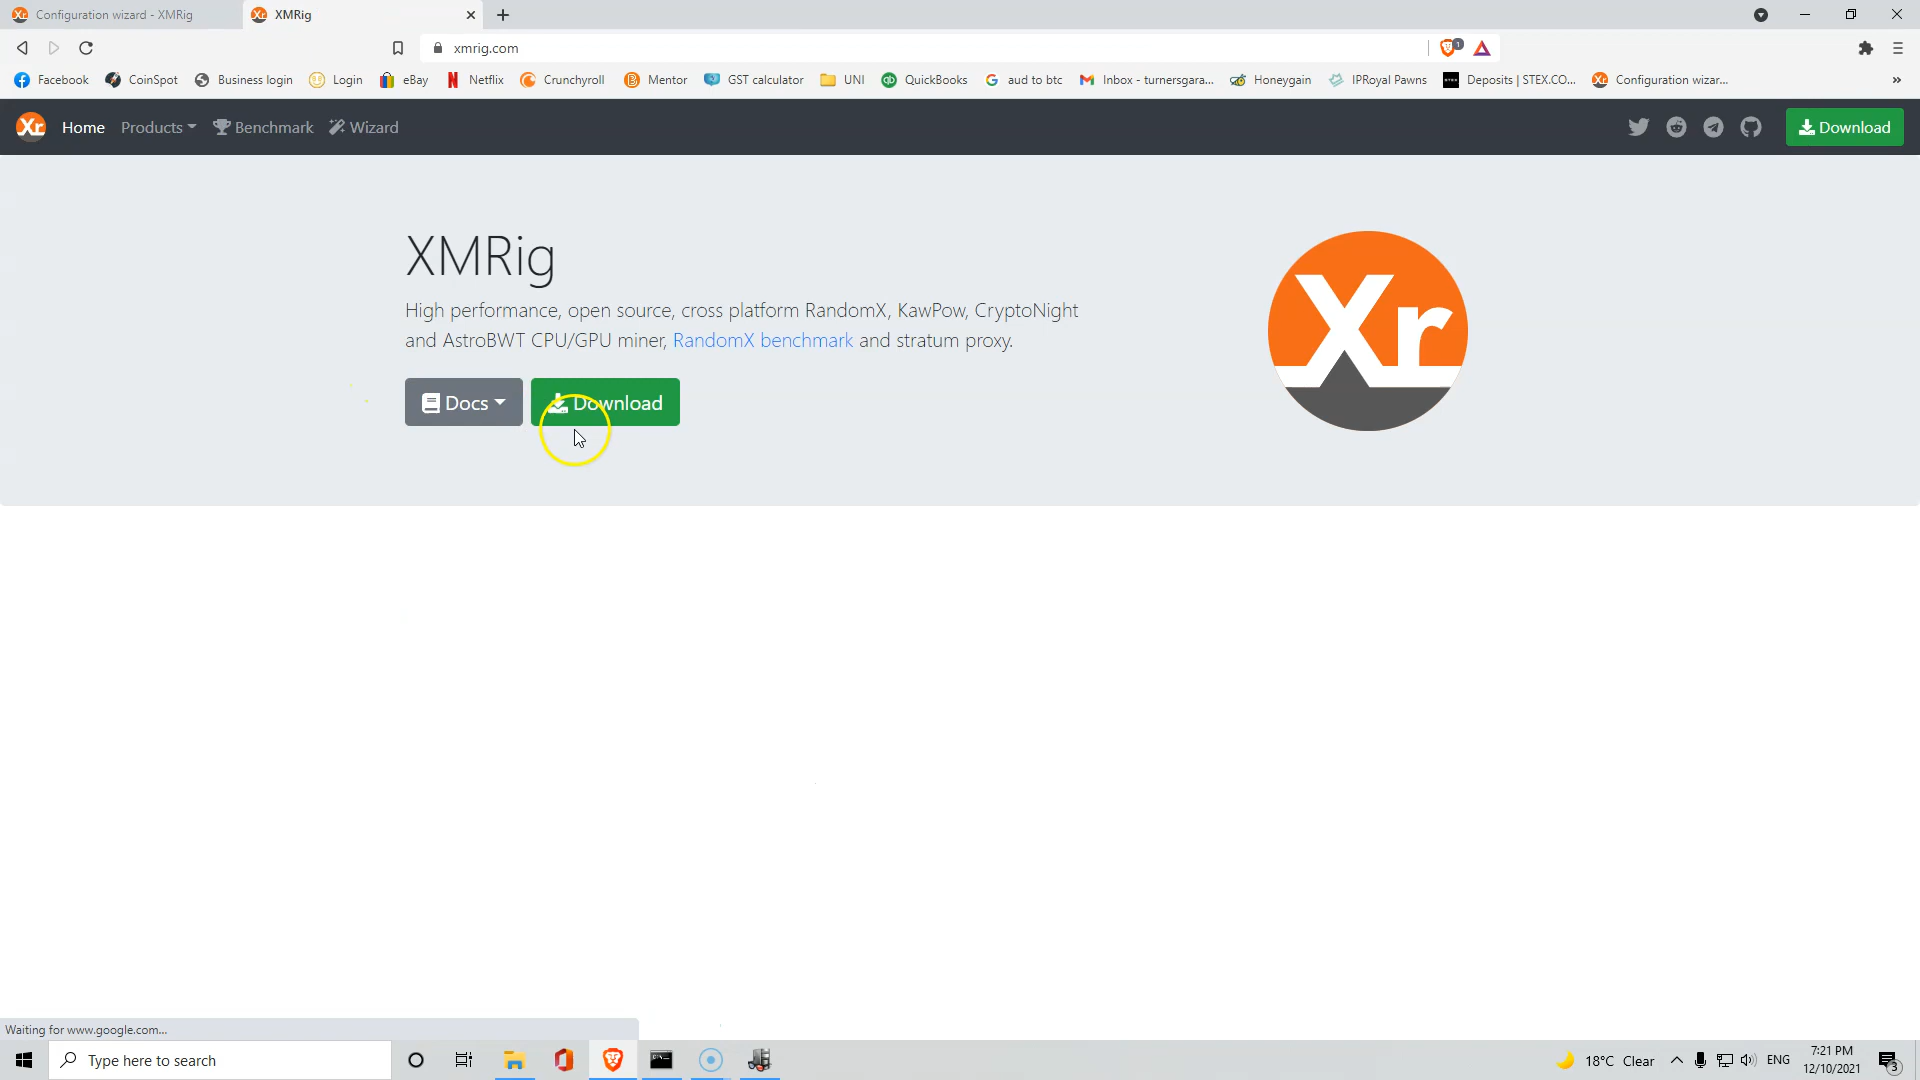 Configuration wizard - XMRig
XMRig
xmrig.com
1
Facebook
CoinSpot
Business login
Login
eBay
Netflix
Crunchyroll
Mentor
GST calculator
UNI
QuickBooks
aud to btc
Inbox - turnersgara...
Honeygain
IPRoyal Pawns
Deposits | STEX.CO...
Configuration wizar...
»
Xr
Home
Products
Benchmark
Wizard
Download
XMRig
High performance, open source, cross platform RandomX, KawPow, CryptoNight
and AstroBWT CPU/GPU miner, RandomX benchmark and stratum proxy.
Docs
Download
Xr
Waiting for www.google.com...
Type here to search
18°C Clear
ENG
7:21 PM
12/10/2021
3